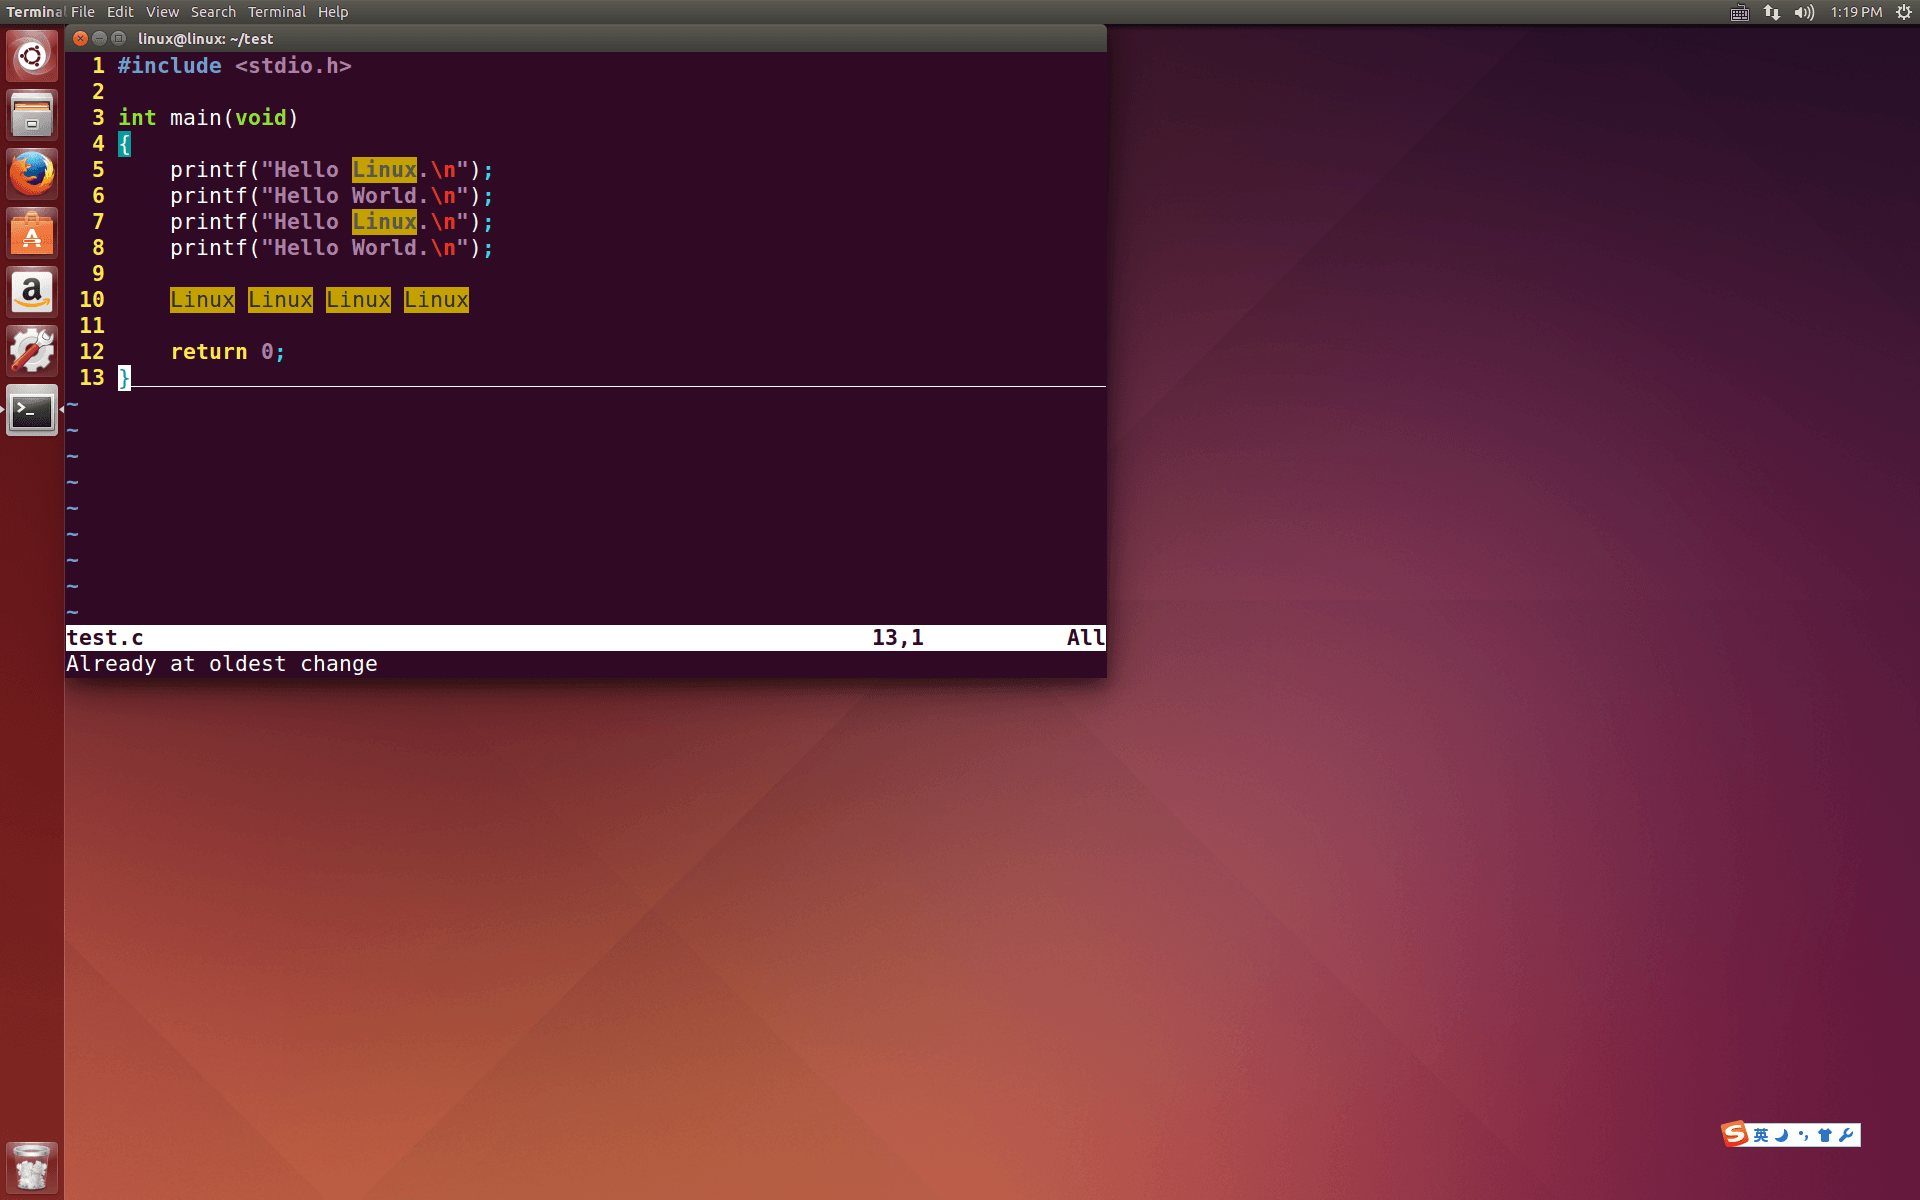 Terminal File Edit View Search Terminal Help 1:19 PM
linux@linux: ~/test
1 #include <stdio.h>
2
3 int main(void)
4 {
5     printf("Hello Linux.\n");
6     printf("Hello World.\n");
7     printf("Hello Linux.\n");
8     printf("Hello World.\n");
9
10     Linux Linux Linux Linux
11
12     return 0;
13 }
~
~
~
~
~
~
~
~
~
test.c 13,1 All
Already at oldest change
S 英